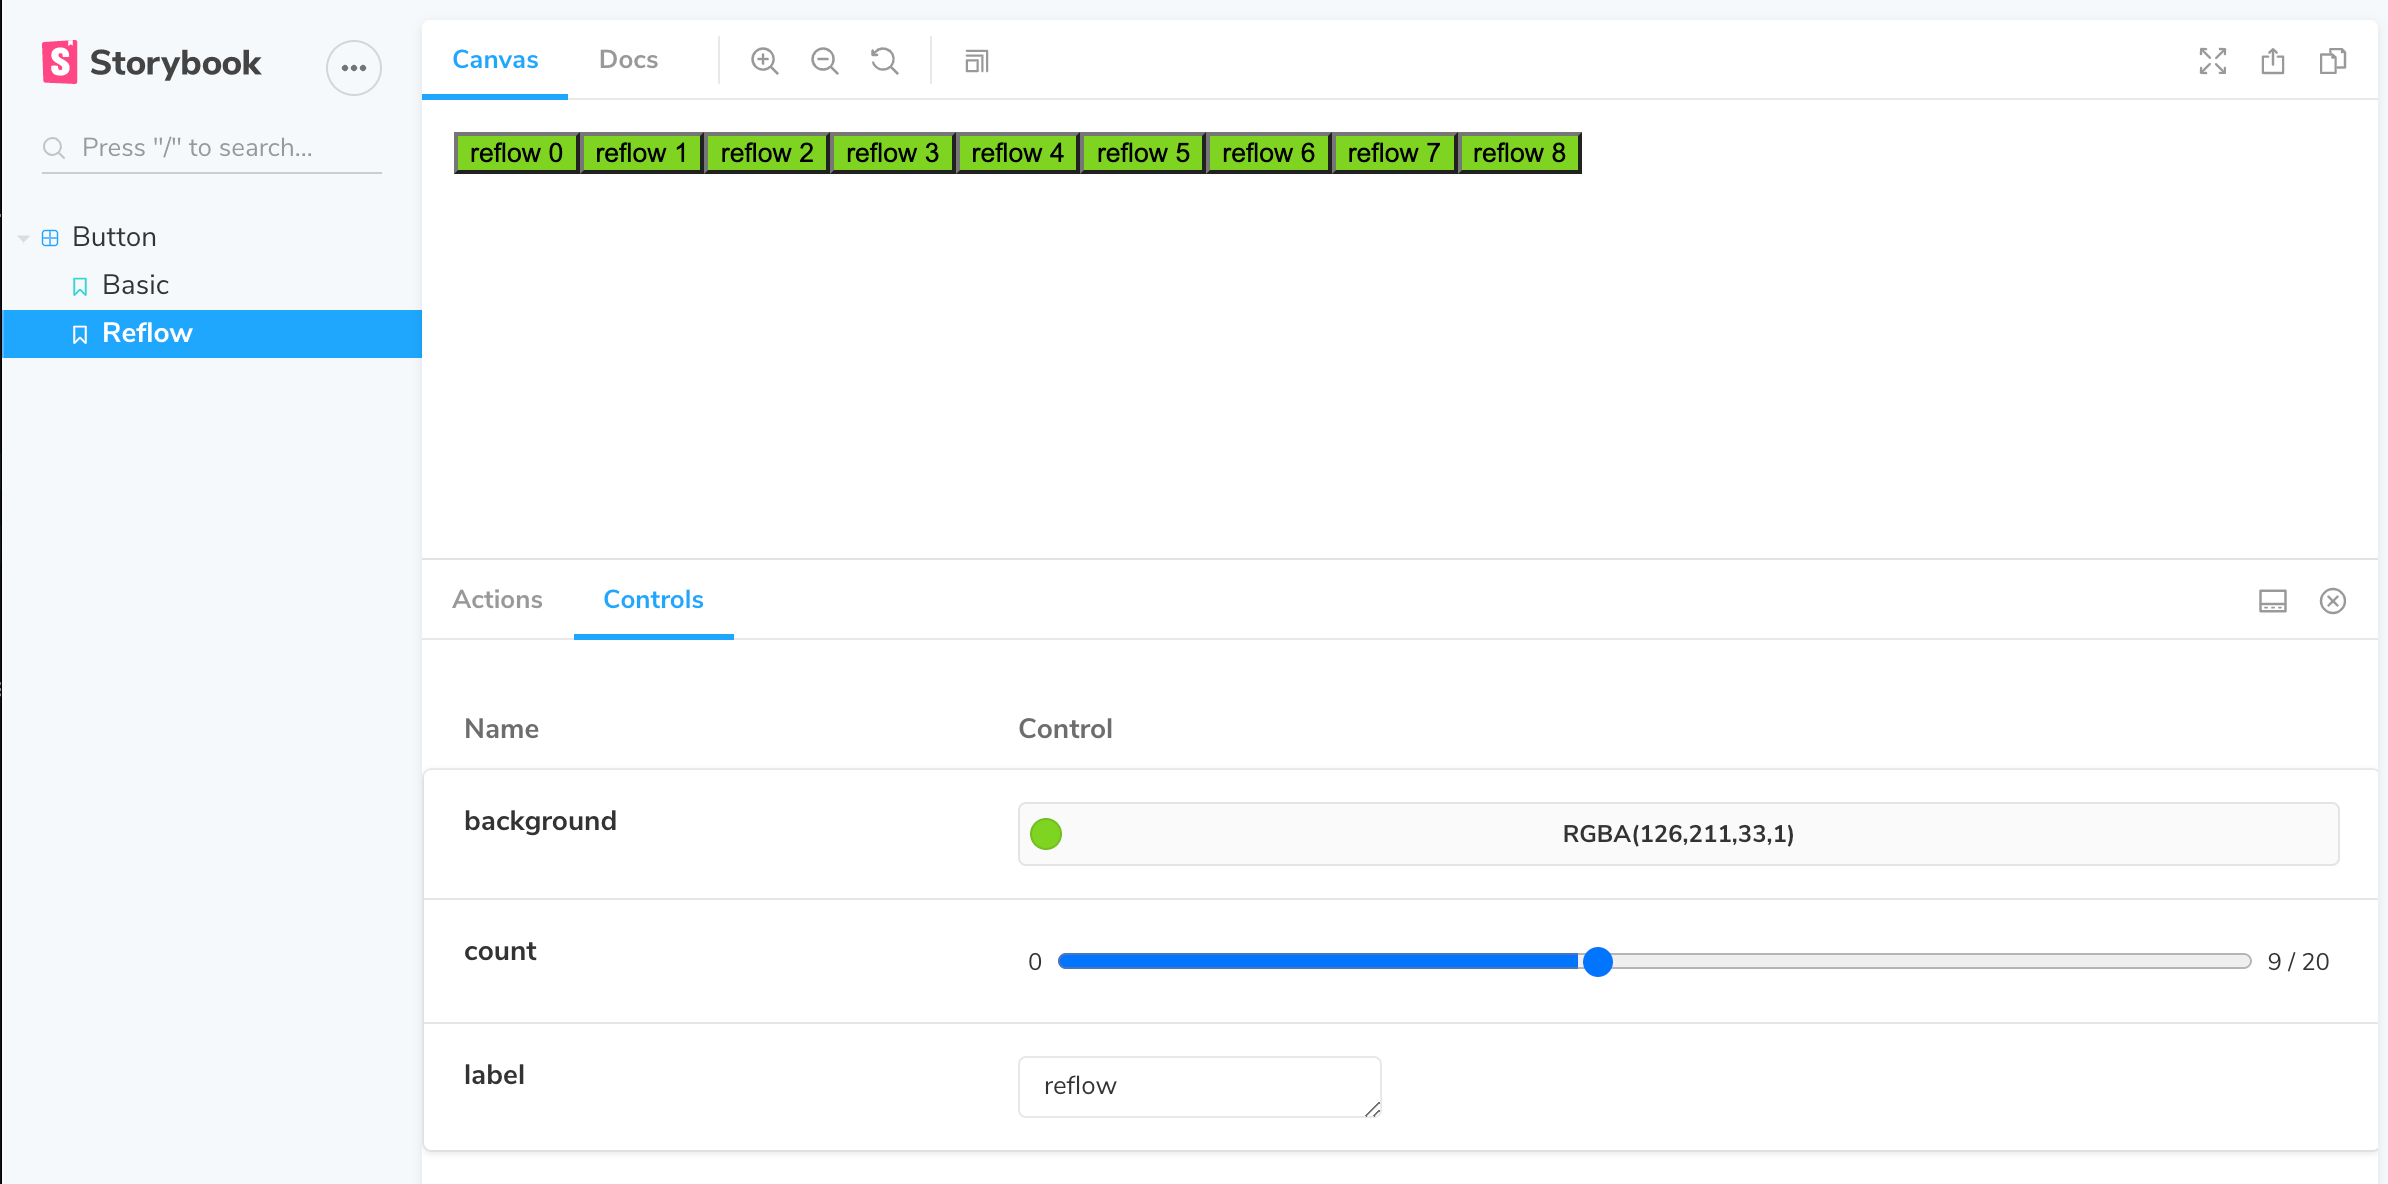 Storybook
Press "/" to search...
Button
Basic
Reflow
Canvas Docs
reflow 0 reflow 1 reflow 2 reflow 3 reflow 4 reflow 5 reflow 6 reflow 7 reflow 8
Actions Controls
Name Control
background RGBA(126,211,33,1)
count 0 9 / 20
label reflow